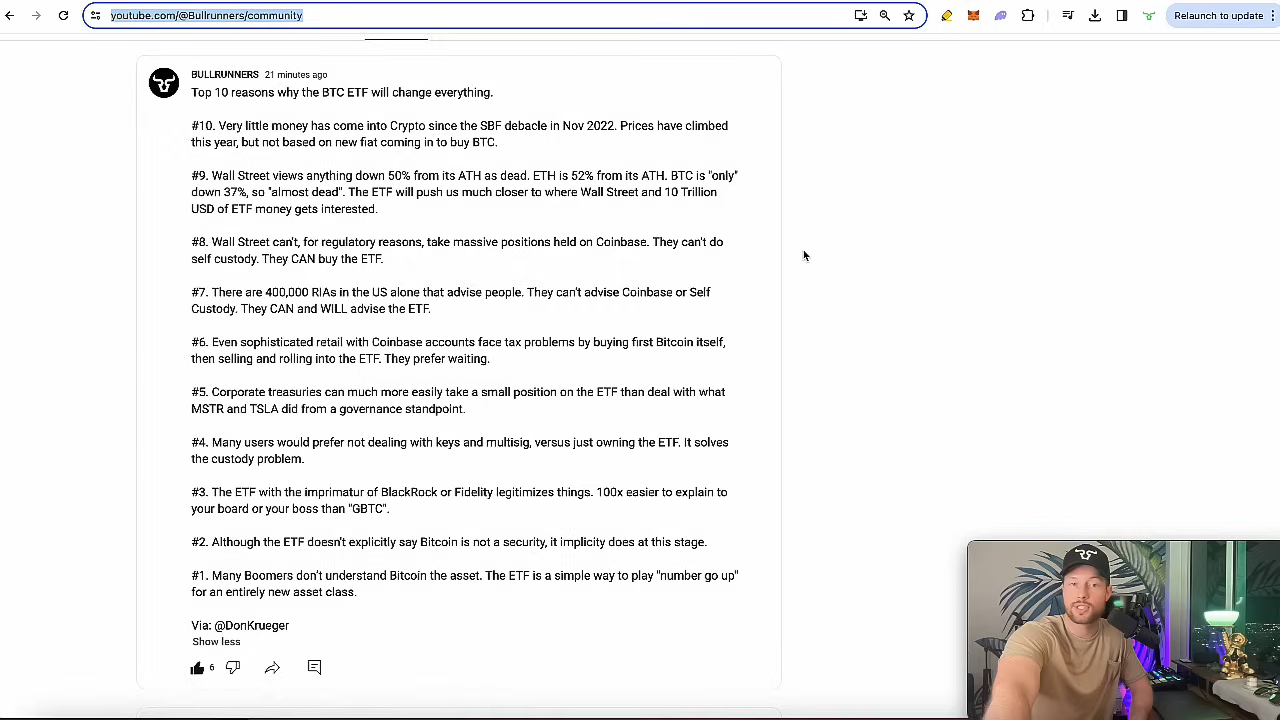 youtube.com/@Bullrunners/community
Relaunch to update
BULLRUNNERS 21 minutes ago
Top 10 reasons why the BTC ETF will change everything.
#10. Very little money has come into Crypto since the SBF debacle in Nov 2022. Prices have climbed
this year, but not based on new fiat coming in to buy BTC.
#9. Wall Street views anything down 50% from its ATH as dead. ETH is 52% from its ATH. BTC is "only"
down 37%, so "almost dead". The ETF will push us much closer to where Wall Street and 10 Trillion
USD of ETF money gets interested.
#8. Wall Street can't, for regulatory reasons, take massive positions held on Coinbase. They can't do
self custody. They CAN buy the ETF.
#7. There are 400,000 RIAs in the US alone that advise people. They can't advise Coinbase or Self
Custody. They CAN and WILL advise the ETF.
#6. Even sophisticated retail with Coinbase accounts face tax problems by buying first Bitcoin itself,
then selling and rolling into the ETF. They prefer waiting.
#5. Corporate treasuries can much more easily take a small position on the ETF than deal with what
MSTR and TSLA did from a governance standpoint.
#4. Many users would prefer not dealing with keys and multisig, versus just owning the ETF. It solves
the custody problem.
#3. The ETF with the imprimatur of BlackRock or Fidelity legitimizes things. 100x easier to explain to
your board or your boss than "GBTC".
#2. Although the ETF doesn't explicitly say Bitcoin is not a security, it implicity does at this stage.
#1. Many Boomers don't understand Bitcoin the asset. The ETF is a simple way to play "number go up"
for an entirely new asset class.
Via: @DonKrueger
Show less
6